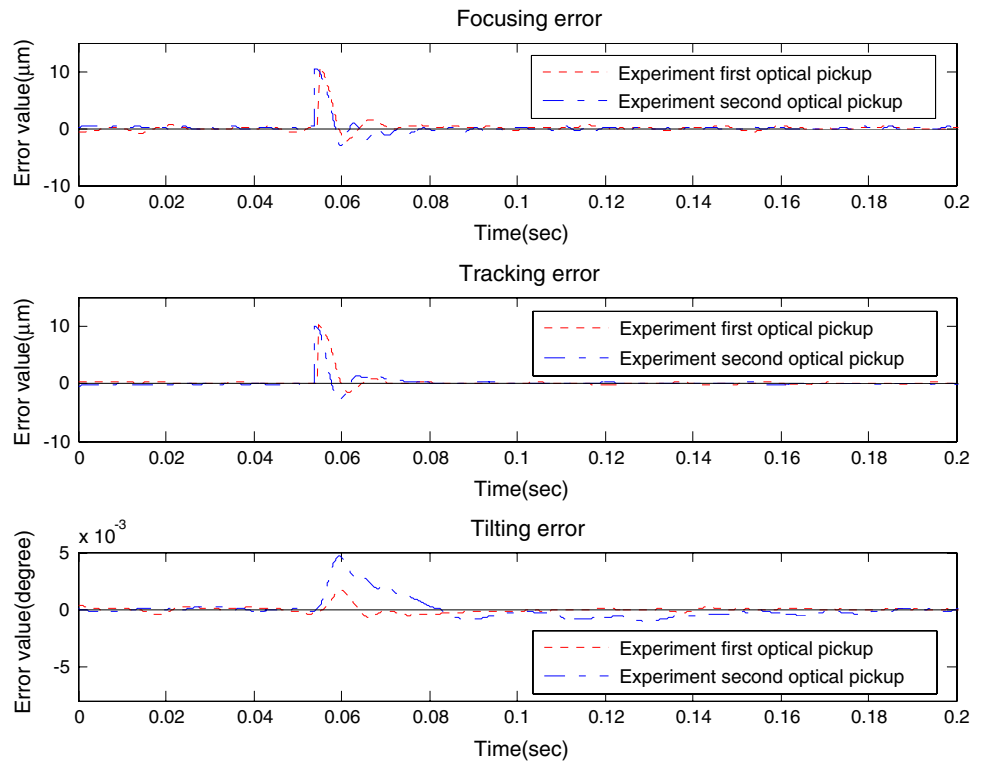 Focusing error
Error value(μm)
10
0
-10
Experiment first optical pickup
Experiment second optical pickup
0 0.02 0.04 0.06 0.08 0.1 0.12 0.14 0.16 0.18 0.2
Time(sec)
Tracking error
Error value(μm)
10
0
-10
Experiment first optical pickup
Experiment second optical pickup
0 0.02 0.04 0.06 0.08 0.1 0.12 0.14 0.16 0.18 0.2
Time(sec)
Tilting error
x 10-3
Error value(degree)
5
0
-5
Experiment first optical pickup
Experiment second optical pickup
0 0.02 0.04 0.06 0.08 0.1 0.12 0.14 0.16 0.18 0.2
Time(sec)